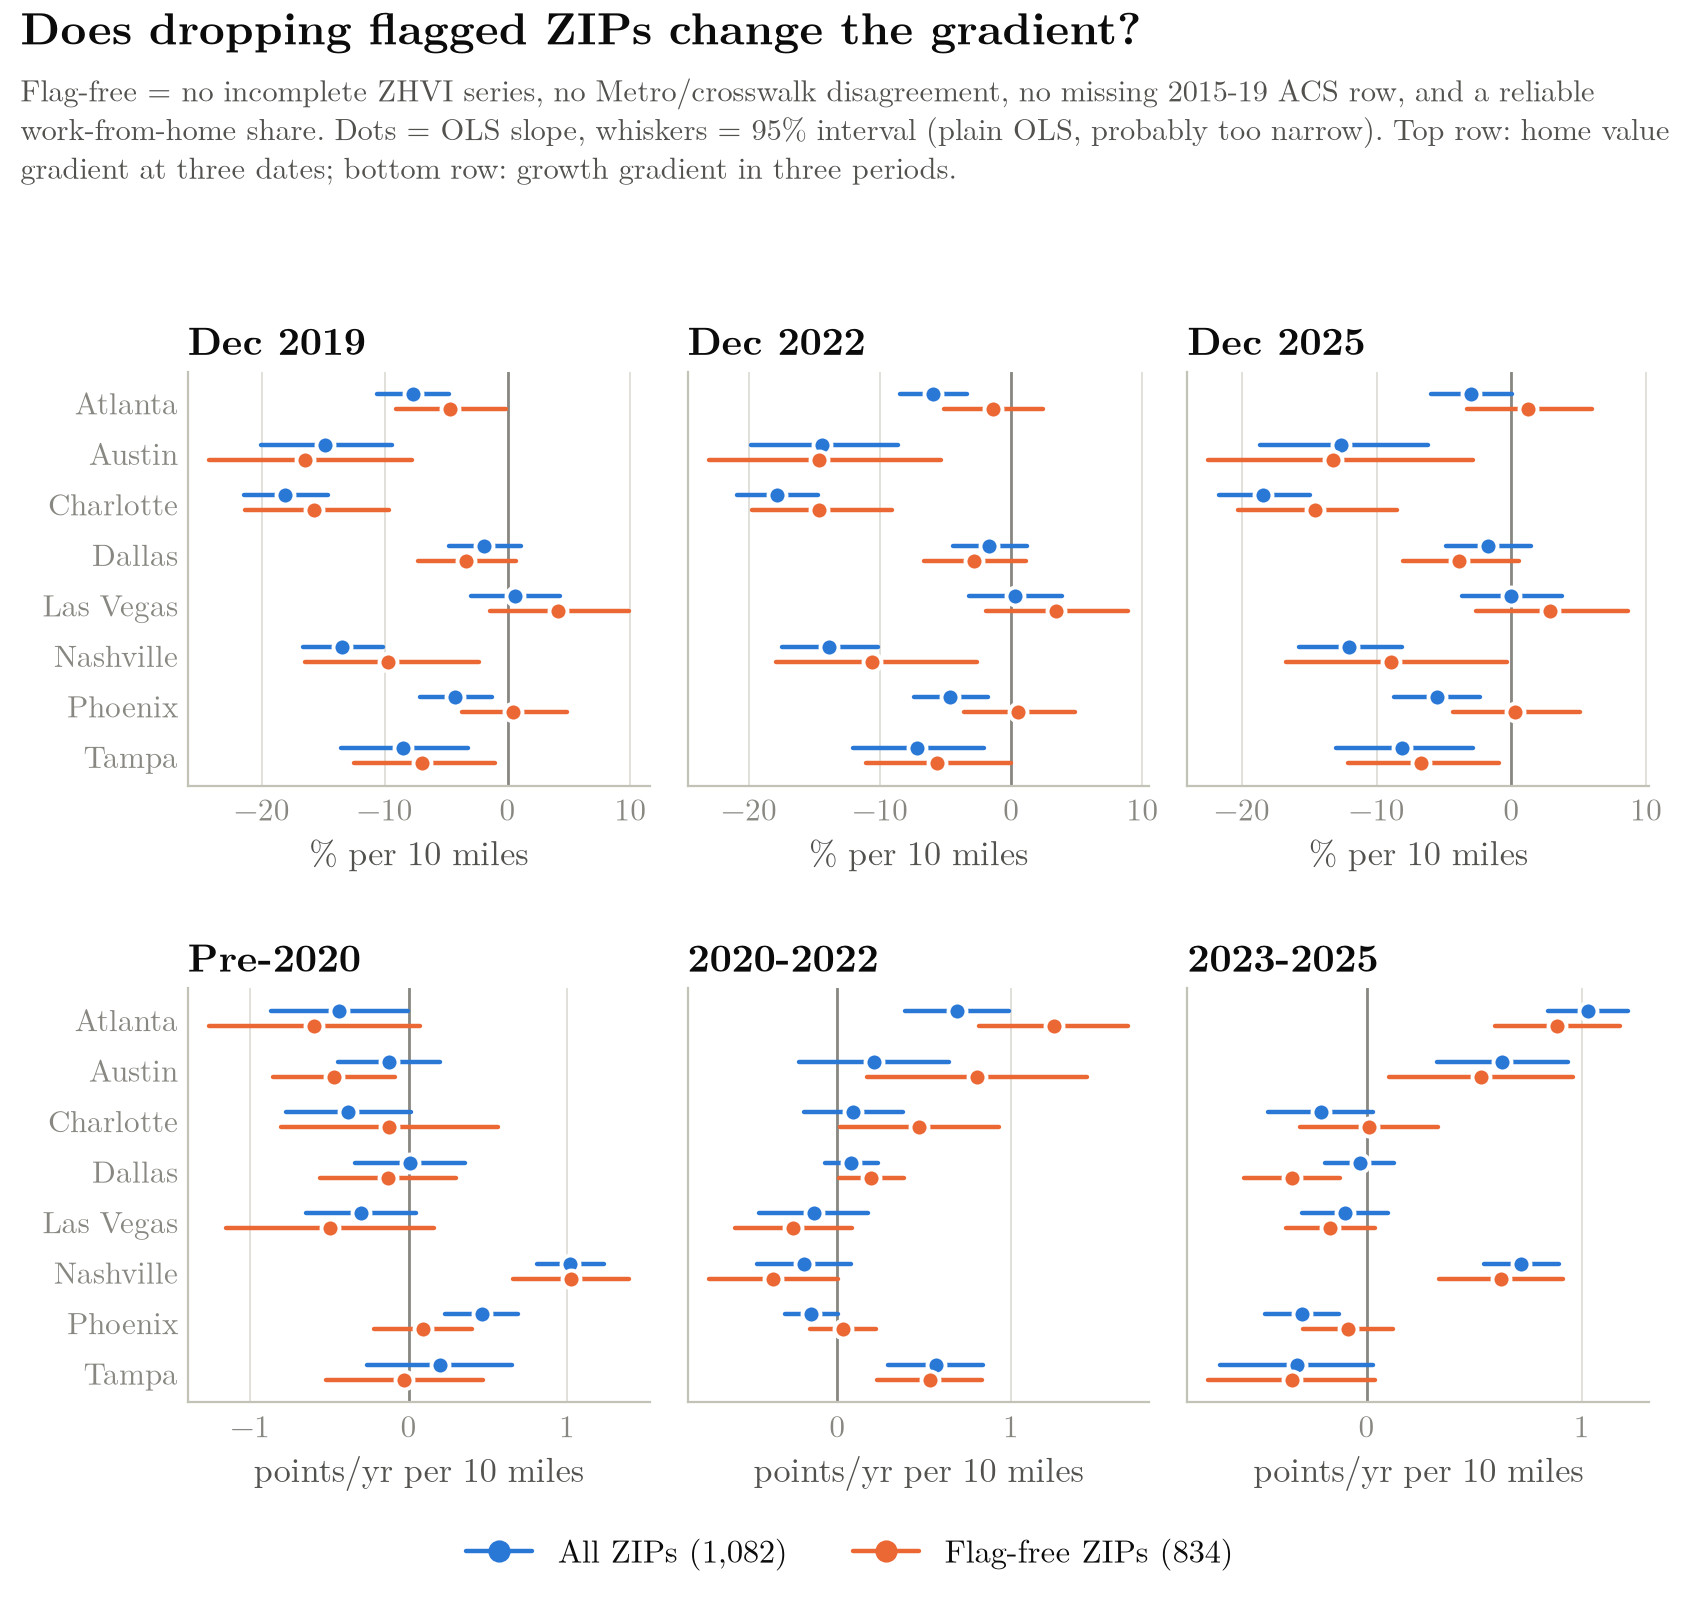 Does dropping flagged ZIPs change the gradient?
Flag-free = no incomplete ZHVI series, no Metro/crosswalk disagreement, no missing 2015-19 ACS row, and a reliable
work-from-home share. Dots = OLS slope, whiskers = 95% interval (plain OLS, probably too narrow). Top row: home value
gradient at three dates; bottom row: growth gradient in three periods.
Dec 2019 Dec 2022 Dec 2025
Atlanta
Austin
Charlotte
Dallas
Las Vegas
Nashville
Phoenix
Tampa
−20 −10 0 10 −20 −10 0 10 −20 −10 0 10
% per 10 miles % per 10 miles % per 10 miles
Pre-2020 2020-2022 2023-2025
Atlanta
Austin
Charlotte
Dallas
Las Vegas
Nashville
Phoenix
Tampa
−1 0 1 0 1 0 1
points/yr per 10 miles points/yr per 10 miles points/yr per 10 miles
All ZIPs (1,082) Flag-free ZIPs (834)